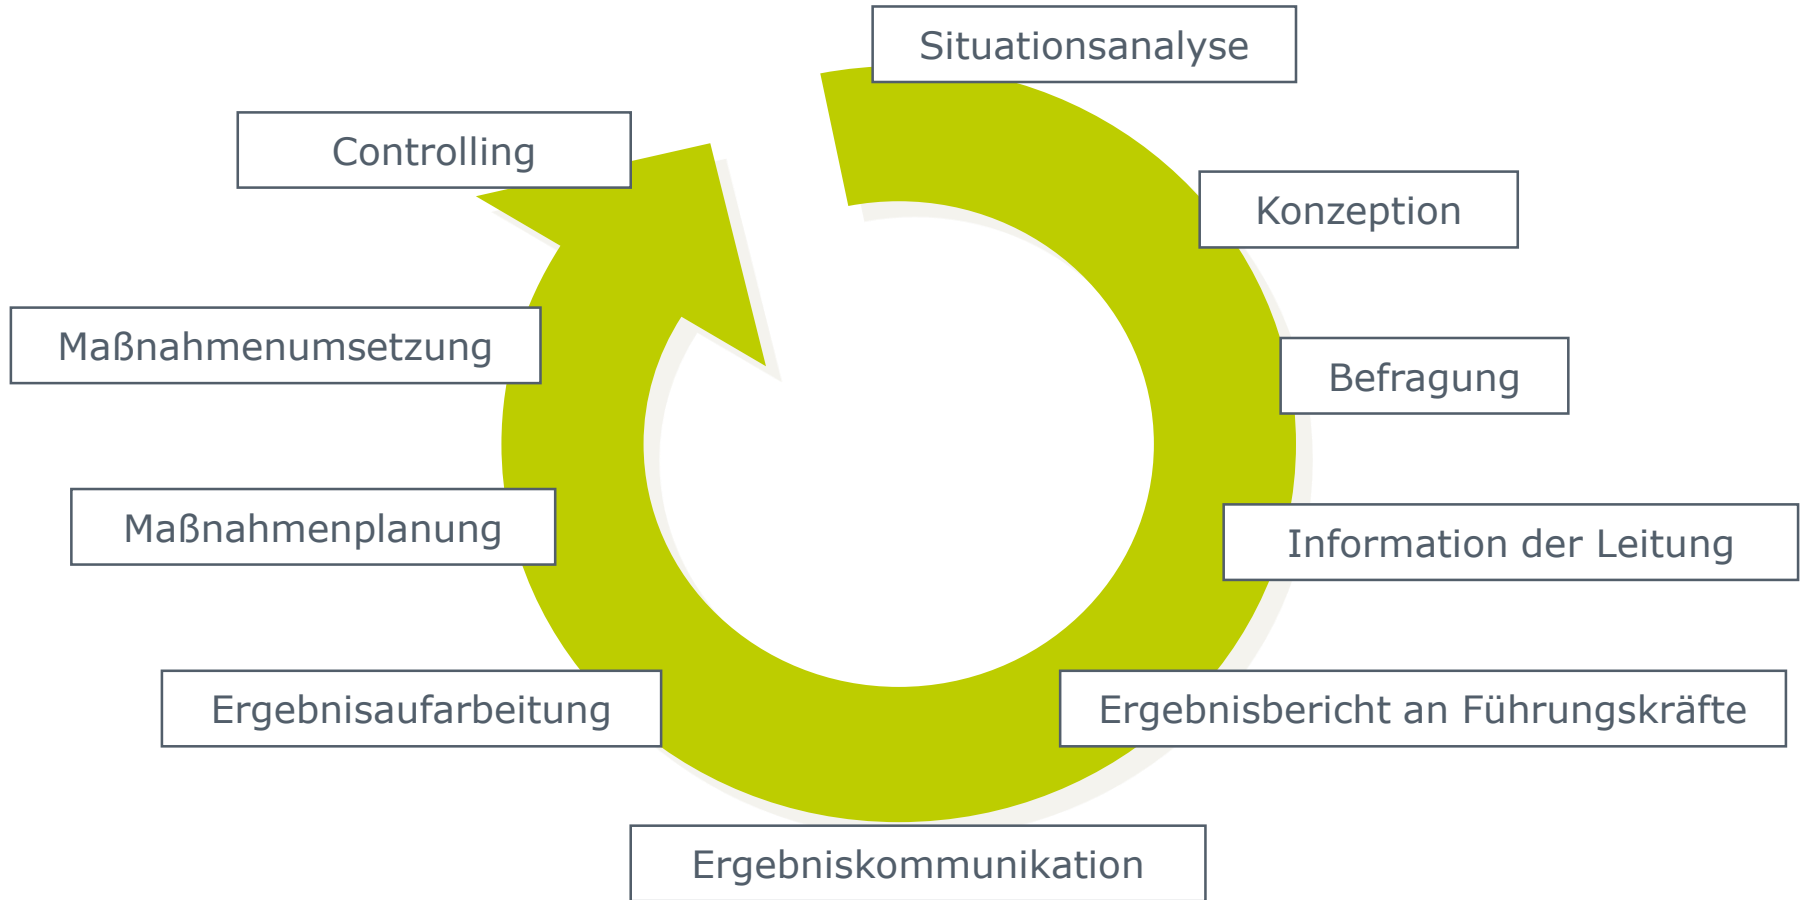 Situationsanalyse
Konzeption
Befragung
Information der Leitung
Ergebnisbericht an Führungskräfte
Ergebniskommunikation
Ergebnisaufarbeitung
Maßnahmenplanung
Maßnahmenumsetzung
Controlling